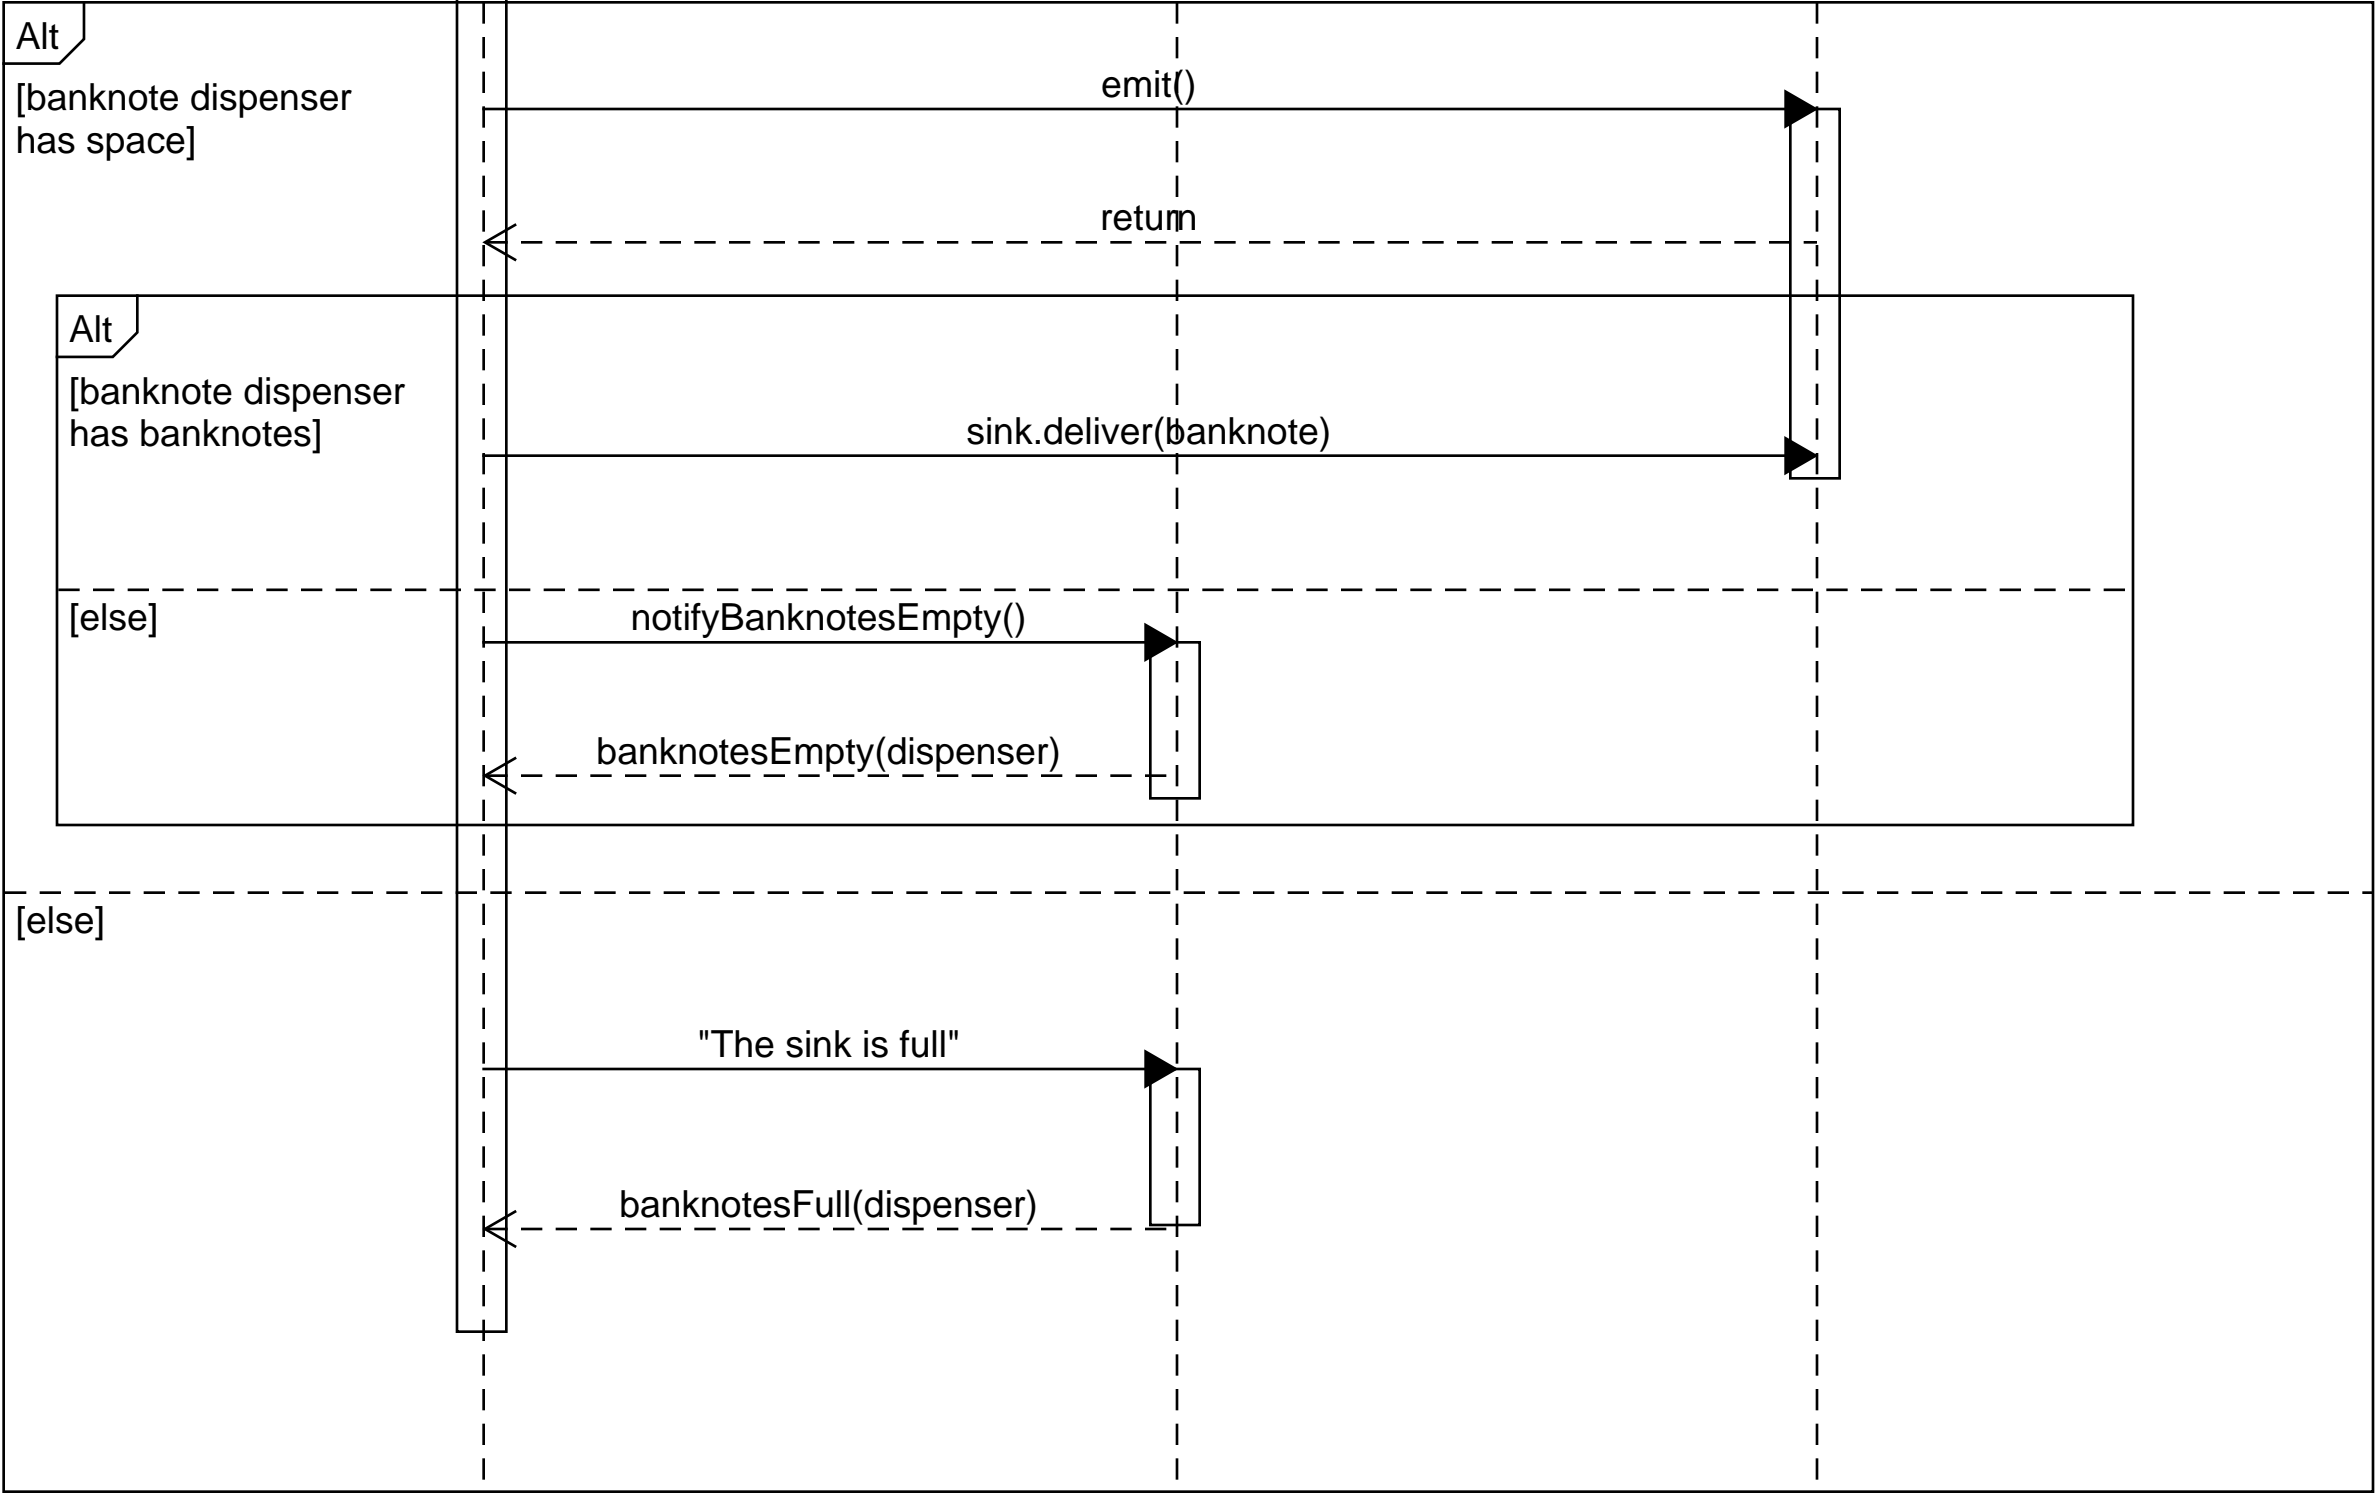 Alt
[banknote dispenser
has space]
emit()
return
Alt
[banknote dispenser
has banknotes]
sink.deliver(banknote)
[else]
notifyBanknotesEmpty()
banknotesEmpty(dispenser)
[else]
"The sink is full"
banknotesFull(dispenser)